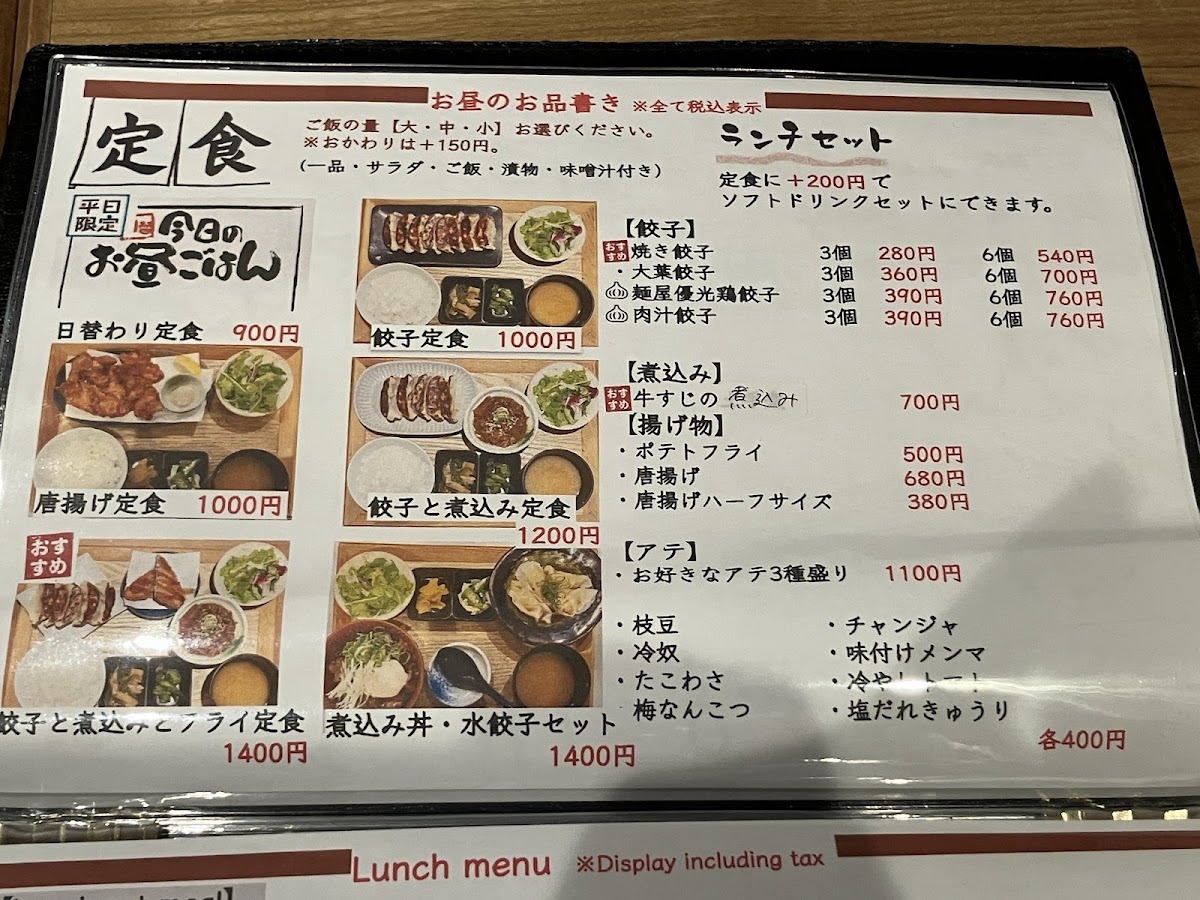 お昼のお品書き ※全て税込表示
定食
ご飯の量【大・中・小】お選びください。
※おかわりは+150円。
(一品・サラダ・ご飯・漬物・味噌汁付き)
平日
限定
今日の
お昼ごはん
日替わり定食 900円
餃子定食 1000円
唐揚げ定食 1000円
餃子と煮込み定食
1200円
おす
すめ
餃子と煮込みとフライ定食
1400円
煮込み丼・水餃子セット
1400円
ランチセット
定食に+200円で
ソフトドリンクセットにできます。
【餃子】
おす
すめ
焼き餃子 3個 280円 6個 540円
・大葉餃子 3個 360円 6個 700円
麺屋優光鶏餃子 3個 390円 6個 760円
肉汁餃子 3個 390円 6個 760円
【煮込み】
おす
すめ
牛すじの 煮込み 700円
【揚げ物】
・ポテトフライ 500円
・唐揚げ 680円
・唐揚げハーフサイズ 380円
【アテ】
・お好きなアテ3種盛り 1100円
・枝豆 ・チャンジャ
・冷奴 ・味付けメンマ
・たこわさ ・冷やしトマト
梅なんこつ ・塩だれきゅうり
各400円
Lunch menu ※Display including tax